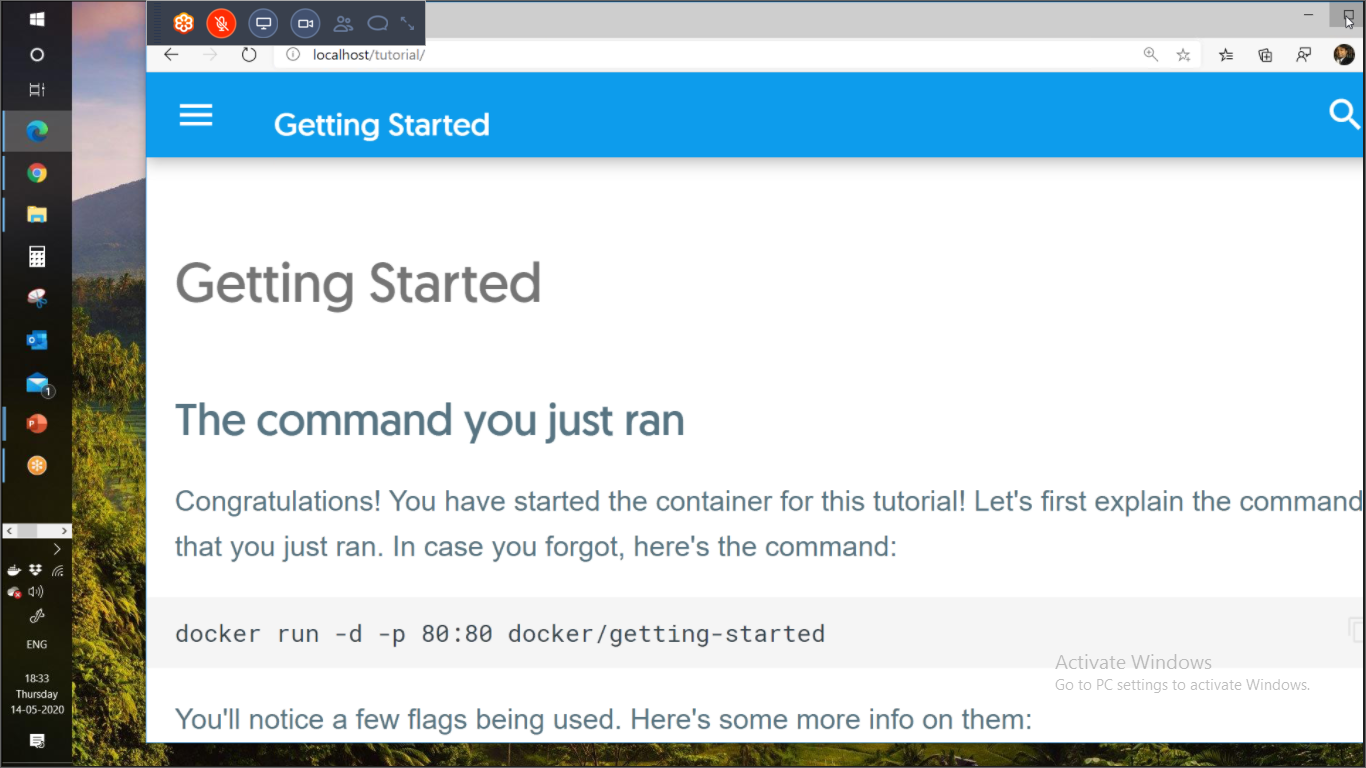 localhost/tutorial/
Getting Started
Getting Started
The command you just ran
Congratulations! You have started the container for this tutorial! Let's first explain the command
that you just ran. In case you forgot, here's the command:
docker run -d -p 80:80 docker/getting-started
Activate Windows
Go to PC settings to activate Windows.
You'll notice a few flags being used. Here's some more info on them:
1
ENG
18:33
Thursday
14-05-2020